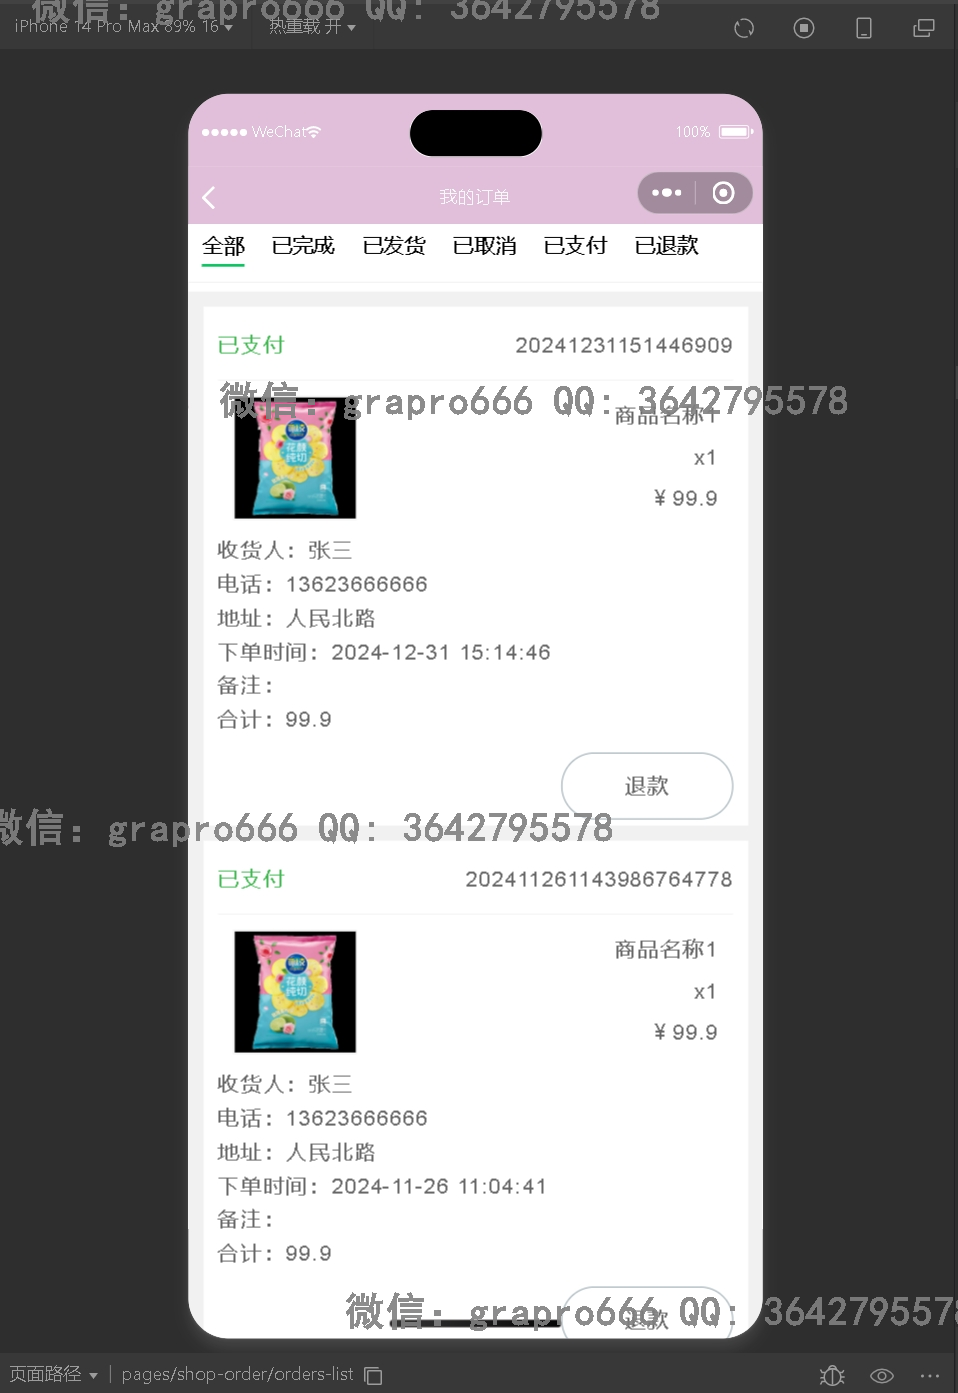 微信: grapro666 QQ: 3642795578
iPhone 14 Pro Max 89% 16 热重载 开
WeChat 100%
我的订单
全部 已完成 已发货 已取消 已支付 已退款
已支付 20241231151446909
微信: grapro666 QQ: 3642795578
商品名称1
x1
¥ 99.9
收货人: 张三
电话: 13623666666
地址: 人民北路
下单时间: 2024-12-31 15:14:46
备注:
合计: 99.9
退款
微信: grapro666 QQ: 3642795578
已支付 202411261143986764778
商品名称1
x1
¥ 99.9
收货人: 张三
电话: 13623666666
地址: 人民北路
下单时间: 2024-11-26 11:04:41
备注:
合计: 99.9
退款
微信: grapro666 QQ: 3642795578
页面路径 pages/shop-order/orders-list